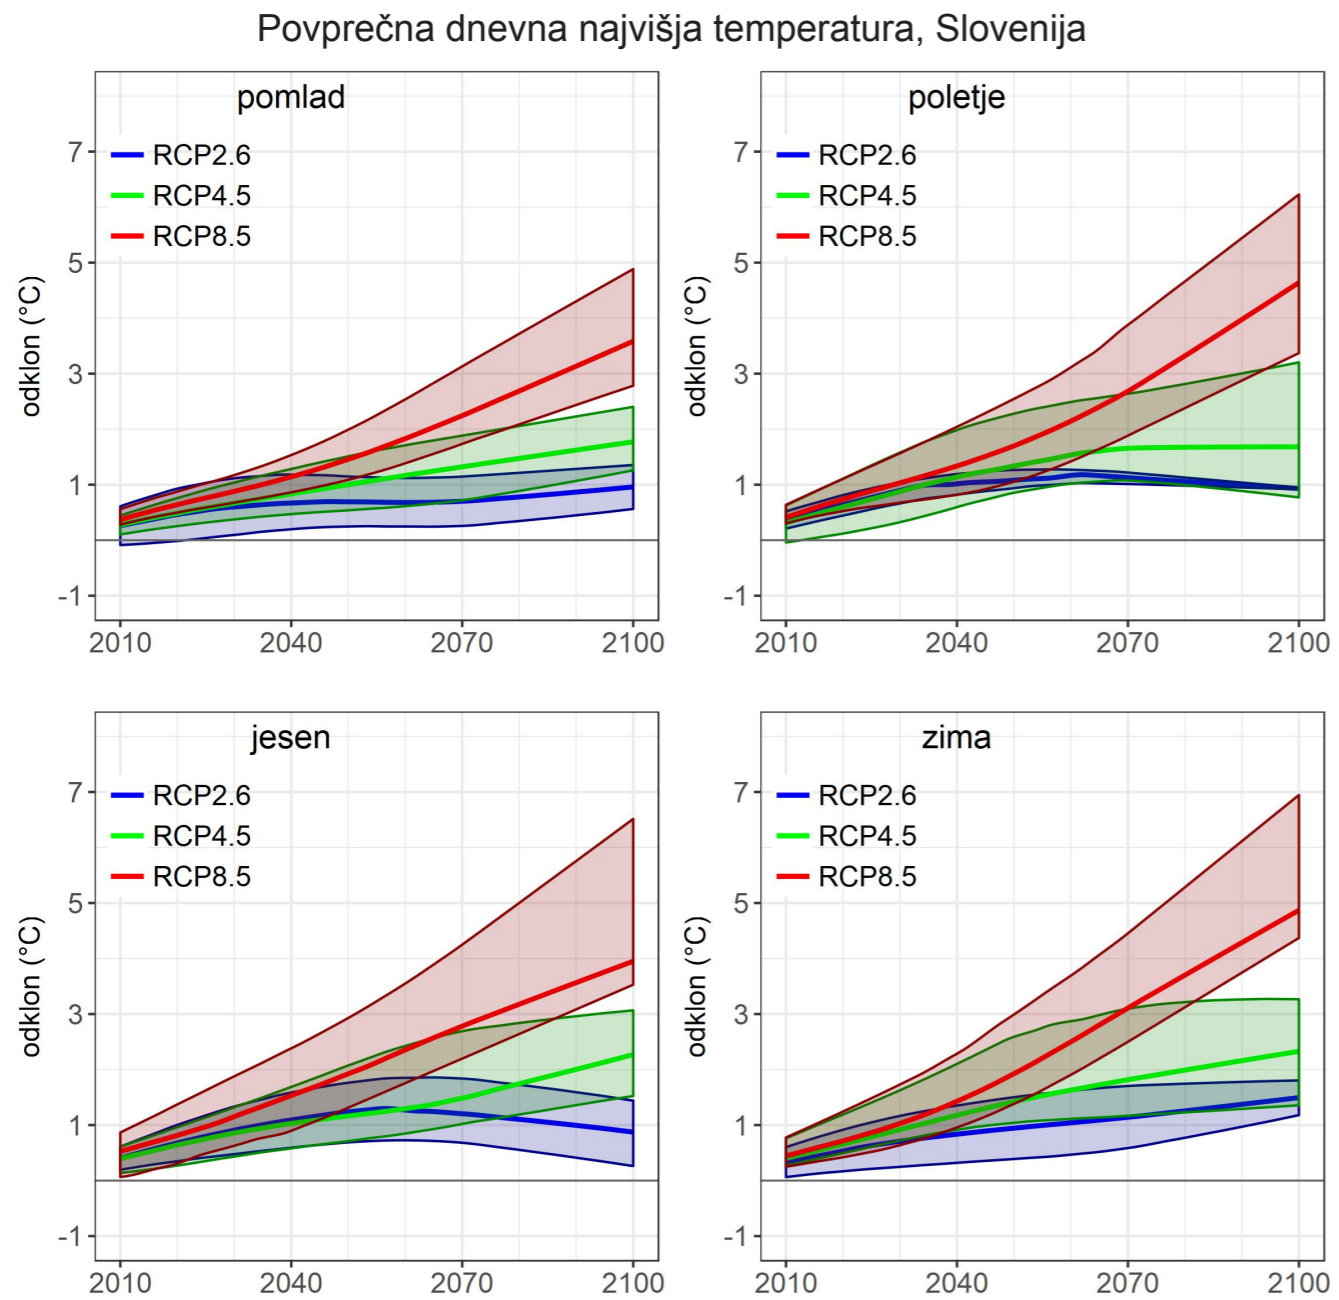 Povprečna dnevna najvišja temperatura, Slovenija
pomlad
RCP2.6
RCP4.5
RCP8.5
odklon (°C)
7
5
3
1
-1
2010 2040 2070 2100
poletje
RCP2.6
RCP4.5
RCP8.5
odklon (°C)
7
5
3
1
-1
2010 2040 2070 2100
jesen
RCP2.6
RCP4.5
RCP8.5
odklon (°C)
7
5
3
1
-1
2010 2040 2070 2100
zima
RCP2.6
RCP4.5
RCP8.5
odklon (°C)
7
5
3
1
-1
2010 2040 2070 2100